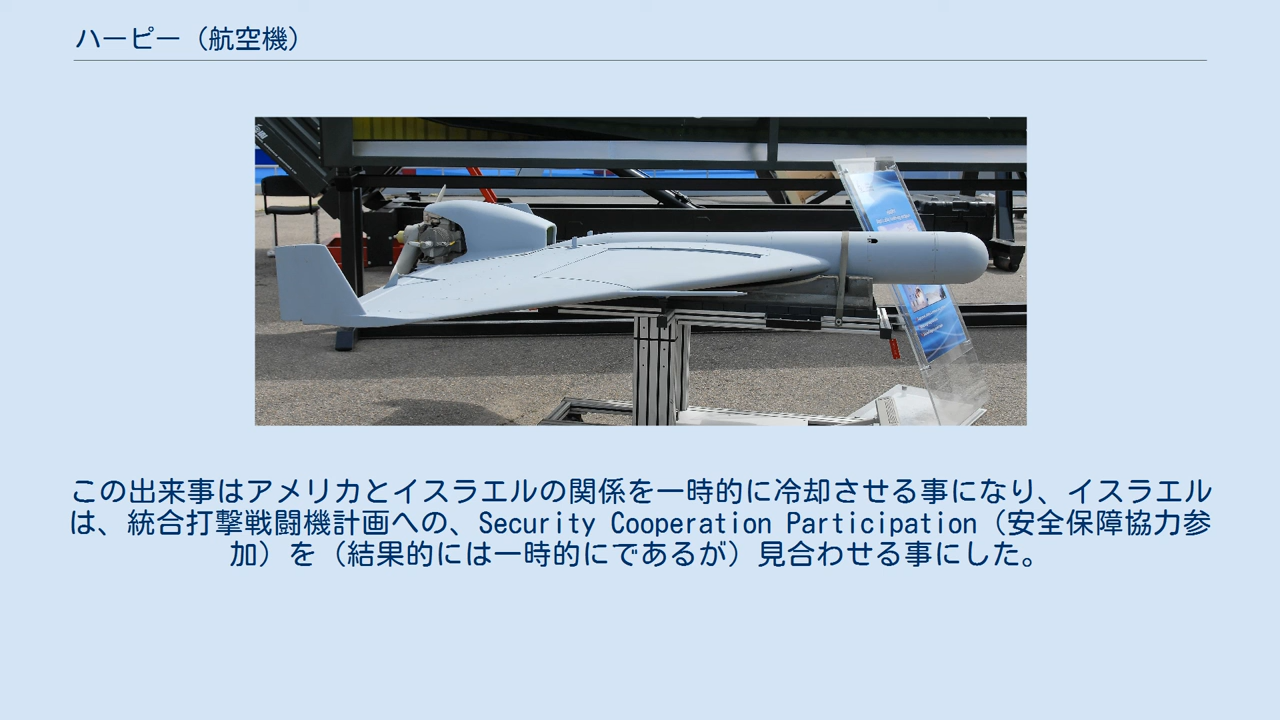 ハーピー（航空機）
この出来事はアメリカとイスラエルの関係を一時的に冷却させる事になり、イスラエル
は、統合打撃戦闘機計画への、Security Cooperation Participation（安全保障協力参
加）を（結果的には一時的にであるが）見合わせる事にした。